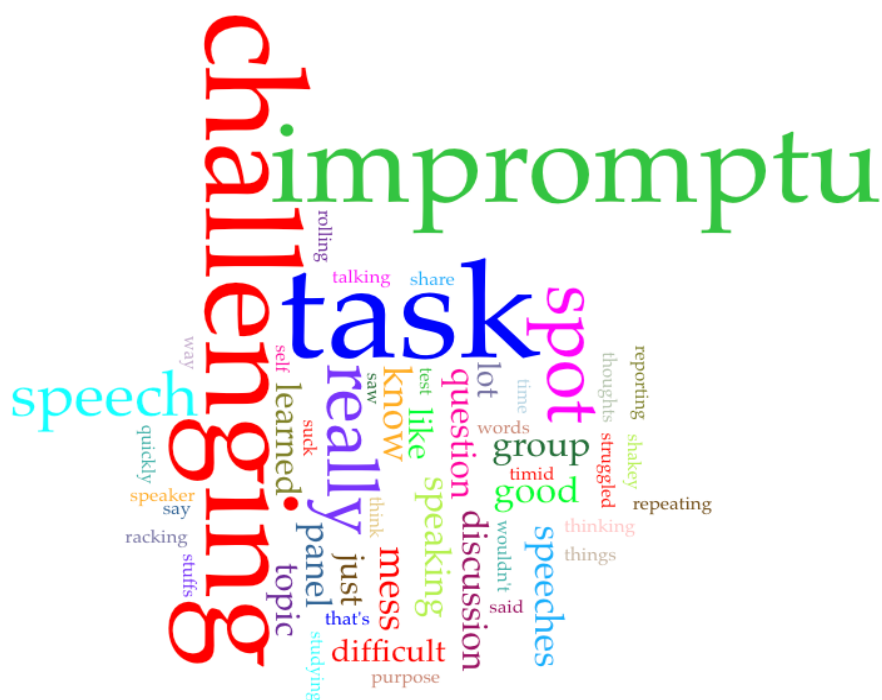 challenging
impromptu
rolling
talking
share
task
spot
way
self
speech
learned
really
saw
know
test
like
question
lot
time
thoughts
reporting
words
suck
quickly
group
struggled
shakey
timid
good
speaker
say
repeating
think
speaking
discussion
wouldn't
speeches
thinking
racking
panel
just
mess
things
stuffs
topic
that's
said
studying
difficult
purpose